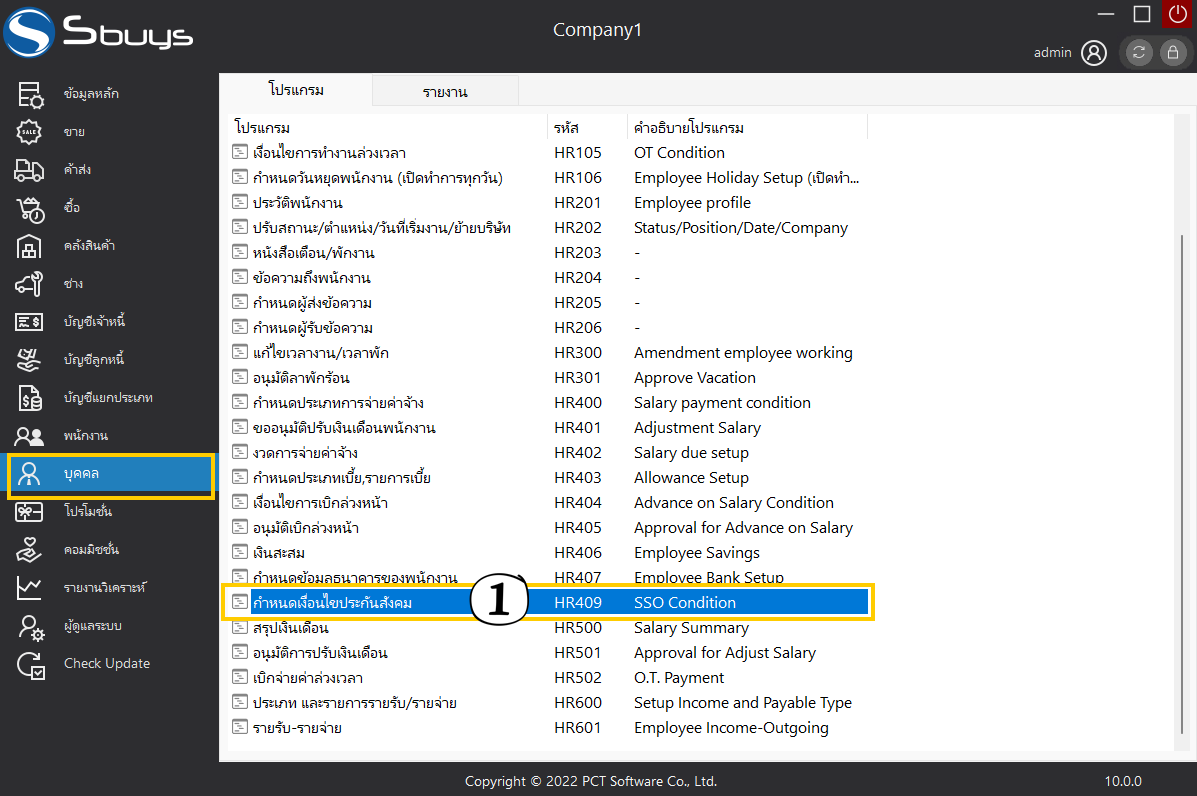 Sbuys
Company1
admin
ข้อมูลหลัก
ขาย
ค้าส่ง
ซื้อ
คลังสินค้า
ช่าง
บัญชีเจ้าหนี้
บัญชีลูกหนี้
บัญชีแยกประเภท
พนักงาน
บุคคล
โปรโมชั่น
คอมมิชชั่น
รายงานวิเคราะห์
ผู้ดูแลระบบ
Check Update
SALE
โปรแกรม รายงาน
โปรแกรม รหัส คำอธิบายโปรแกรม
เงื่อนไขการทำงานล่วงเวลา HR105 OT Condition
กำหนดวันหยุดพนักงาน (เปิดทำการทุกวัน) HR106 Employee Holiday Setup (เปิดทำ...
ประวัติพนักงาน HR201 Employee profile
ปรับสถานะ/ตำแหน่ง/วันที่เริ่มงาน/ย้ายบริษัท HR202 Status/Position/Date/Company
หนังสือเตือน/พักงาน HR203 -
ข้อความถึงพนักงาน HR204 -
กำหนดผู้ส่งข้อความ HR205 -
กำหนดผู้รับข้อความ HR206 -
แก้ไขเวลางาน/เวลาพัก HR300 Amendment employee working
อนุมัติลาพักร้อน HR301 Approve Vacation
กำหนดประเภทการจ่ายค่าจ้าง HR400 Salary payment condition
ขออนุมัติปรับเงินเดือนพนักงาน HR401 Adjustment Salary
งวดการจ่ายค่าจ้าง HR402 Salary due setup
กำหนดประเภทเบี้ย,รายการเบี้ย HR403 Allowance Setup
เงื่อนไขการเบิกล่วงหน้า HR404 Advance on Salary Condition
อนุมัติเบิกล่วงหน้า HR405 Approval for Advance on Salary
เงินสะสม HR406 Employee Savings
กำหนดข้อมูลธนาคารของพนักงาน HR407 Employee Bank Setup
กำหนดเงื่อนไขประกันสังคม 1 HR409 SSO Condition
สรุปเงินเดือน HR500 Salary Summary
อนุมัติการปรับเงินเดือน HR501 Approval for Adjust Salary
เบิกจ่ายค่าล่วงเวลา HR502 O.T. Payment
ประเภท และรายการรายรับ/รายจ่าย HR600 Setup Income and Payable Type
รายรับ-รายจ่าย HR601 Employee Income-Outgoing
Copyright © 2022 PCT Software Co., Ltd.
10.0.0